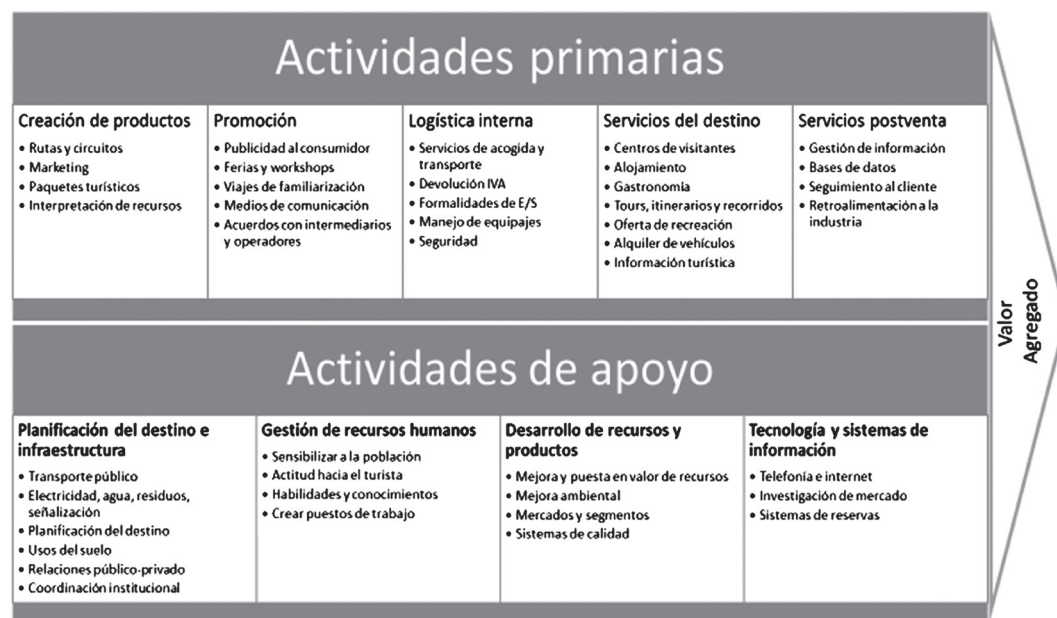 Actividades primarias
Creación de productos
• Rutas y circuitos
• Marketing
• Paquetes turísticos
• Interpretación de recursos
Promoción
• Publicidad al consumidor
• Ferias y workshops
• Viajes de familiarización
• Medios de comunicación
• Acuerdos con intermediarios
y operadores
Logística interna
• Servicios de acogida y
transporte
• Devolución IVA
• Formalidades de E/S
• Manejo de equipajes
• Seguridad
Servicios del destino
• Centros de visitantes
• Alojamiento
• Gastronomía
• Tours, itinerarios y recorridos
• Oferta de recreación
• Alquiler de vehículos
• Información turística
Servicios postventa
• Gestión de información
• Bases de datos
• Seguimiento al cliente
• Retroalimentación a la
industria
Actividades de apoyo
Planificación del destino e
infraestructura
• Transporte público
• Electricidad, agua, residuos,
señalización
• Planificación del destino
• Usos del suelo
• Relaciones público-privado
• Coordinación institucional
Gestión de recursos humanos
• Sensibilizar a la población
• Actitud hacia el turista
• Habilidades y conocimientos
• Crear puestos de trabajo
Desarrollo de recursos y
productos
• Mejora y puesta en valor de recursos
• Mejora ambiental
• Mercados y segmentos
• Sistemas de calidad
Tecnología y sistemas de
información
• Telefonía e internet
• Investigación de mercado
• Sistemas de reservas
Valor
Agregado